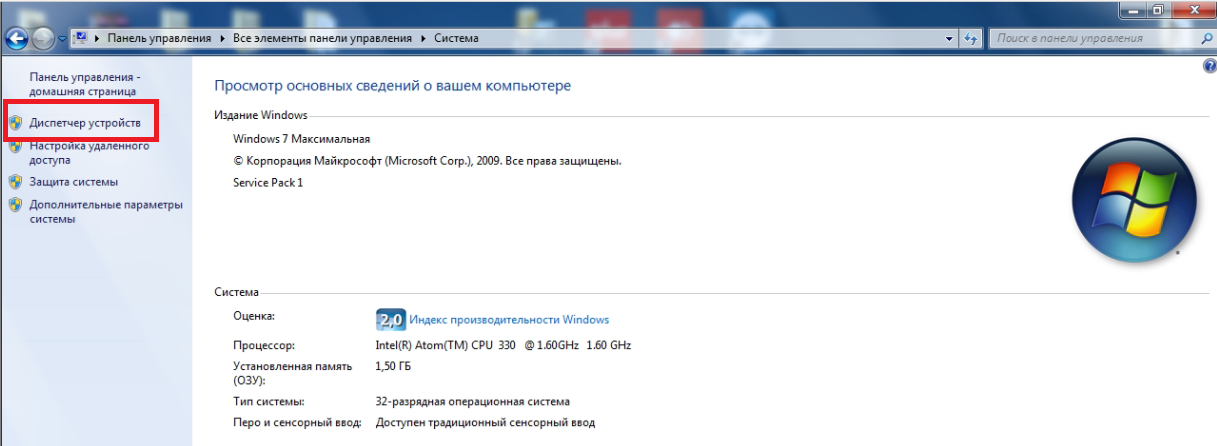 Панель управления ▸ Все элементы панели управления ▸ Система
Поиск в панели управления
Панель управления -
домашняя страница
Диспетчер устройств
Настройка удаленного
доступа
Защита системы
Дополнительные параметры
системы
Просмотр основных сведений о вашем компьютере
Издание Windows
Windows 7 Максимальная
© Корпорация Майкрософт (Microsoft Corp.), 2009. Все права защищены.
Service Pack 1
Система
Оценка:
2,0 Индекс производительности Windows
Процессор:
Intel(R) Atom(TM) CPU 330 @ 1.60GHz 1.60 GHz
Установленная память
(ОЗУ):
1,50 ГБ
Тип системы:
32-разрядная операционная система
Перо и сенсорный ввод:
Доступен традиционный сенсорный ввод